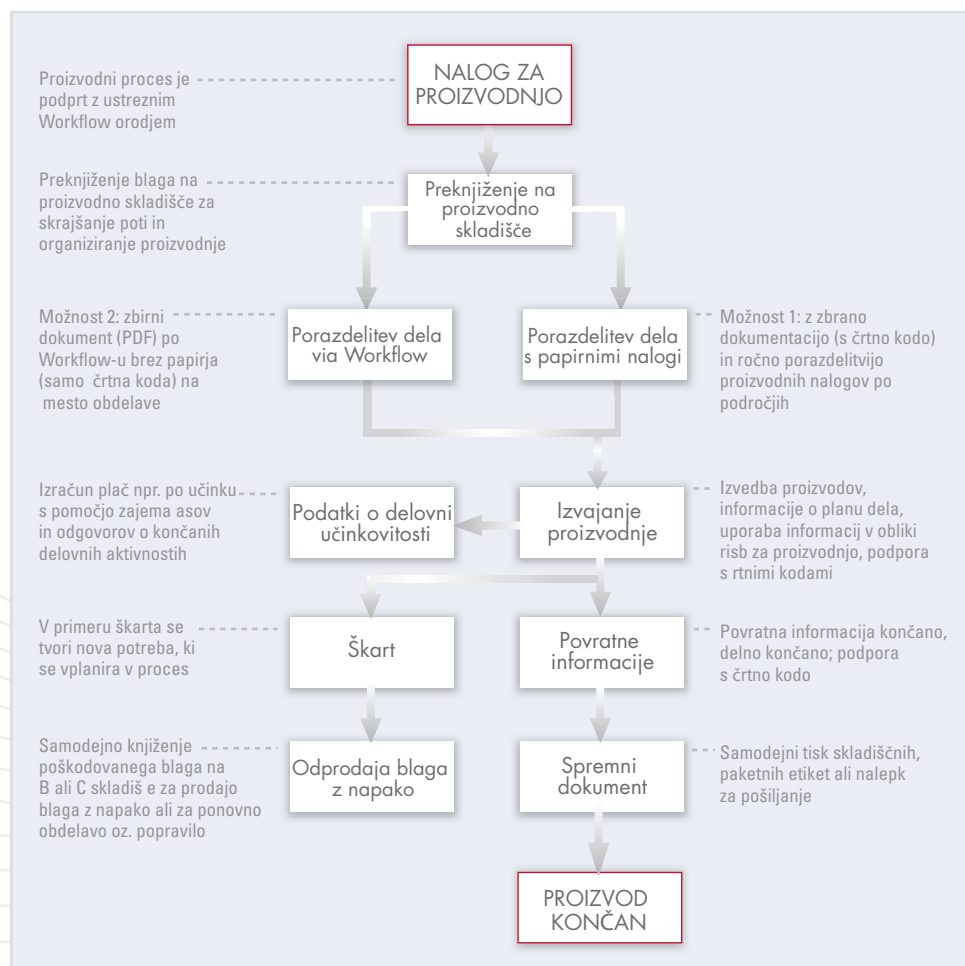 NALOG ZA
PROIZVODNJO
Proizvodni proces je
podprt z ustreznim
Workflow orodjem
Preknjiženje blaga na
proizvodno skladišče za
skrajšanje poti in
organiziranje proizvodnje
Preknjiženje na
proizvodno
skladišče
Možnost 2: zbirni
dokument (PDF) po
Workflow-u brez papirja
(samo črtna koda) na
mesto obdelave
Porazdelitev dela
via Workflow
Porazdelitev dela
s papirnimi nalogi
Možnost 1: z zbrano
dokumentacijo (s črtno kodo)
in ročno porazdelitvijo
proizvodnih nalogov po
področjih
Izračun plač npr. po učinku
s pomočjo zajema asov
in odgovorov o končanih
delovnih aktivnostih
Podatki o delovni
učinkovitosti
Izvajanje
proizvodnje
Izvedba proizvodov,
informacije o planu dela,
uporaba informacij v obliki
risb za proizvodnjo, podpora
s rtnimi kodami
V primeru škarta se
tvori nova potreba, ki
se vplanira v proces
Škart
Povratne
informacije
Povratna informacija končano,
delno končano; podpora
s črtno kodo
Samodejno knjiženje
poškodovanega blaga na
B ali C skladiš e za prodajo
blaga z napako ali za ponovno
obdelavo oz. popravilo
Odprodaja blaga
z napako
Spremni
dokument
Samodejni tisk skladiščnih,
paketnih etiket ali nalepk
za pošiljanje
PROIZVOD
KONČAN